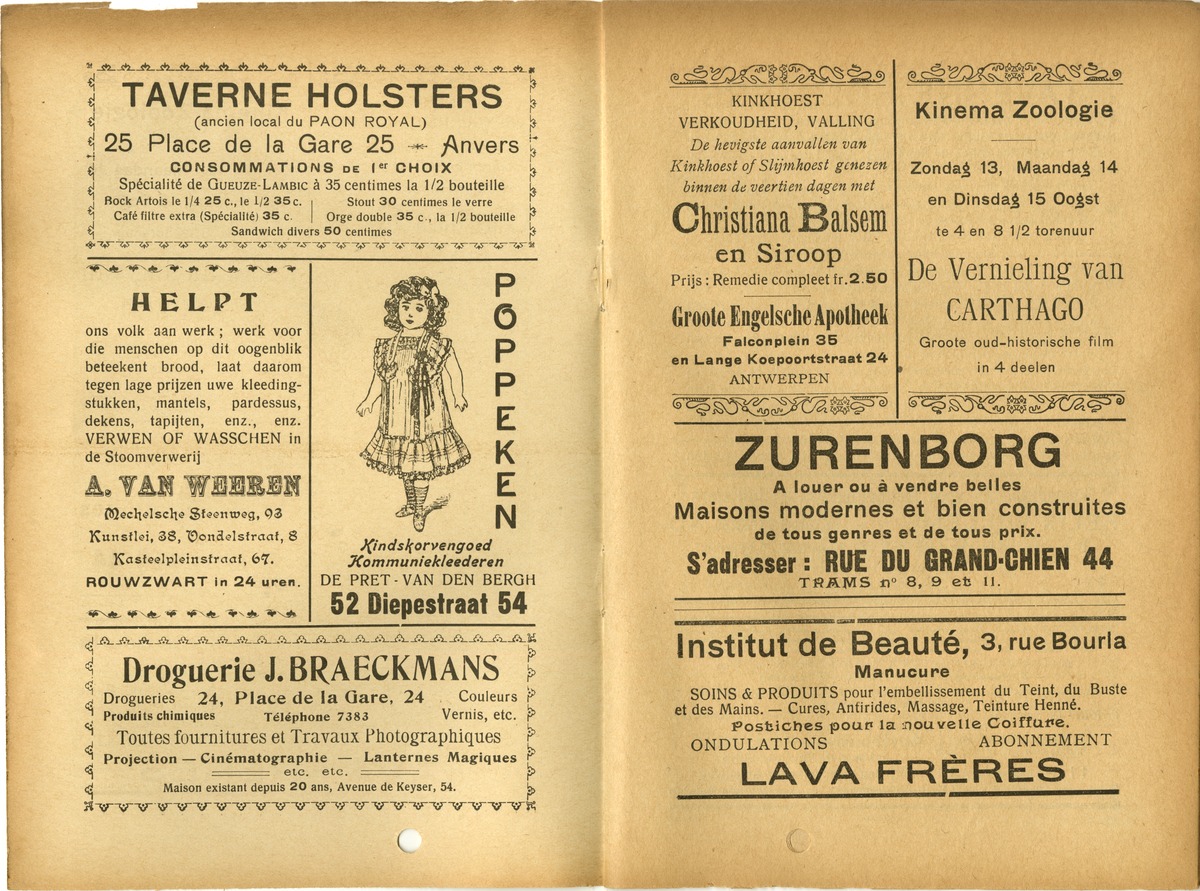 TAVERNE HOLSTERS
(ancien local du PAON ROYAL)
25 Place de la Gare 25 Anvers
CONSOMMATIONS DE 1er CHOIX
Spécialité de GUEUZE-LAMBIC à 35 centimes la 1/2 bouteille
Bock Artois le 1/4 25 c., le 1/2 35 c.
Café filtre extra (Spécialité) 35 c.
Stout 30 centimes le verre
Orge double 35 c., la 1/2 bouteille
Sandwich divers 50 centimes
HELPT
ons volk aan werk ; werk voor
die menschen op dit oogenblik
beteekent brood, laat daarom
tegen lage prijzen uwe kleeding-
stukken, mantels, pardessus,
dekens, tapijten, enz., enz.
VERWEN OF WASSCHEN in
de Stoomververij
A. VAN WEEREN
Mechelsche Steenweg, 93
Kunstlei, 38, Vondelstraat, 8
Kasteelpleinstraat, 67.
ROUWZWART in 24 uren.
POPPEKEN
Kindskorvengoed
Kommuniekleederen
DE PRET - VAN DEN BERGH
52 Diepestraat 54
Droguerie J. BRAECKMANS
Drogueries 24, Place de la Gare, 24 Couleurs
Produits chimiques Téléphone 7383 Vernis, etc.
Toutes fournitures et Travaux Photographiques
Projection — Cinématographie — Lanternes Magiques
etc. etc.
Maison existant depuis 20 ans, Avenue de Keyser, 54.
KINKHOEST
VERKOUDHEID, VALLING
De hevigste aanvallen van
Kinkhoest of Slijmhoest genezen
binnen de veertien dagen met
Christiana Balsem
en Siroop
Prijs : Remedie compleet fr. 2.50
Groote Engelsche Apotheek
Falconplein 35
en Lange Koepoortstraat 24
ANTWERPEN
Kinema Zoologie
Zondag 13, Maandag 14
en Dinsdag 15 Oogst
te 4 en 8 1/2 torenuur
De Vernieling van
CARTHAGO
Groote oud-historische film
in 4 deelen
ZURENBORG
A louer ou à vendre belles
Maisons modernes et bien construites
de tous genres et de tous prix.
S'adresser : RUE DU GRAND-CHIEN 44
TRAMS no 8, 9 et 11.
Institut de Beauté, 3, rue Bourla
Manucure
SOINS & PRODUITS pour l'embellissement du Teint, du Buste
et des Mains. — Cures, Antirides, Massage, Teinture Henné.
Postiches pour la nouvelle Coiffure.
ONDULATIONS ABONNEMENT
LAVA FRÈRES